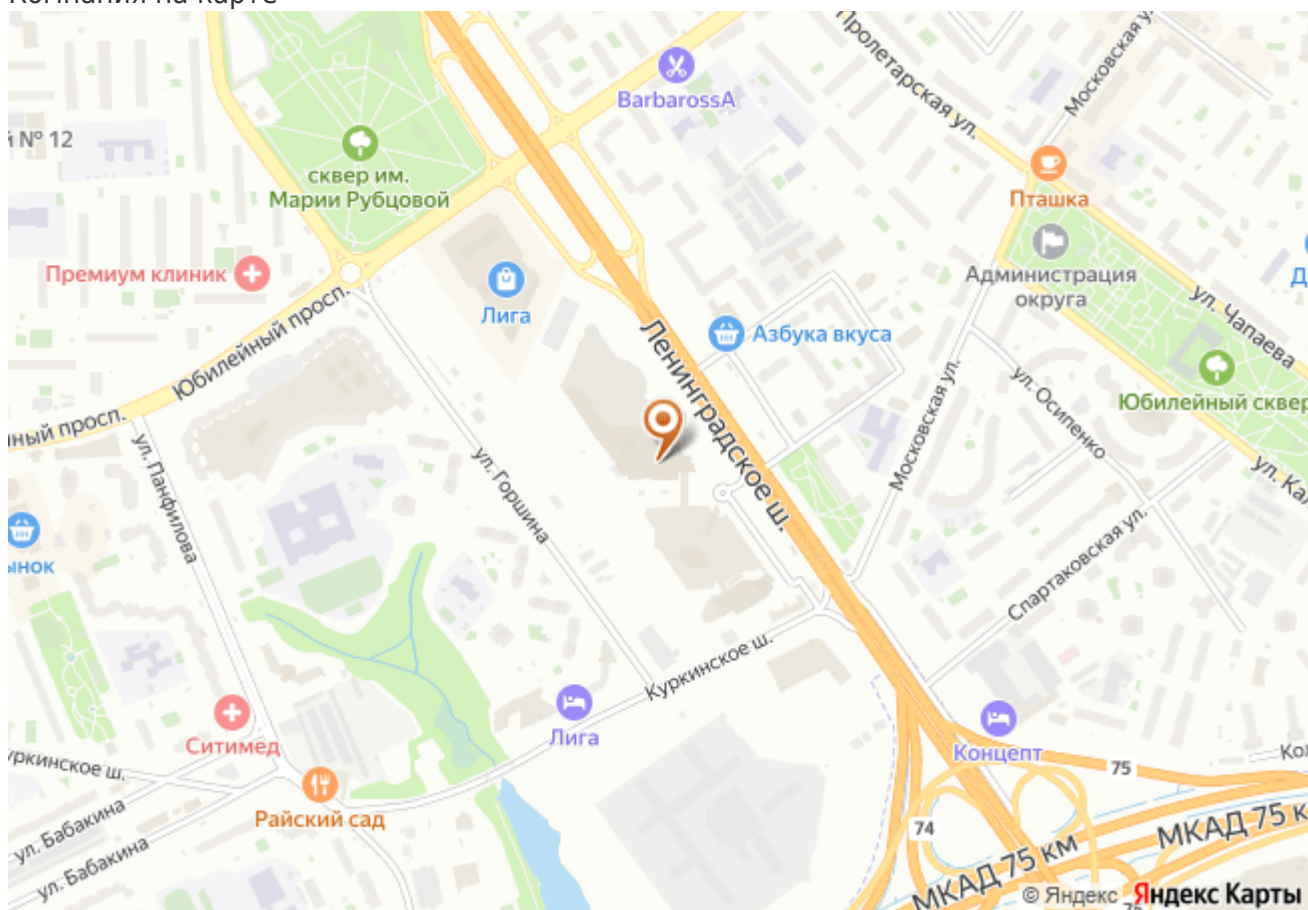 Компания на карте
Пролетарская ул.
Московская ул.
BarbarossA
й № 12
сквер им.
Марии Рубцовой
Пташка
Администрация
округа
Премиум клиник
ул. Чапаева
Лига
Юбилейный просп.
Ленинградское ш.
Азбука вкуса
ул. Осипенко
Юбилейный сквер
Московская ул.
ный просп.
ул. Панфилова
ул. Горшина
ул. Ка
ынок
Спартаковская ул.
Куркинское ш.
Ситимед
Лига
Концепт
75
Ко
уркинское ш.
Райский сад
ул. Бабакина
ул. Бабакина
74
МКАД 75 км
МКАД 75 к
75
© Яндекс Яндекс Карты